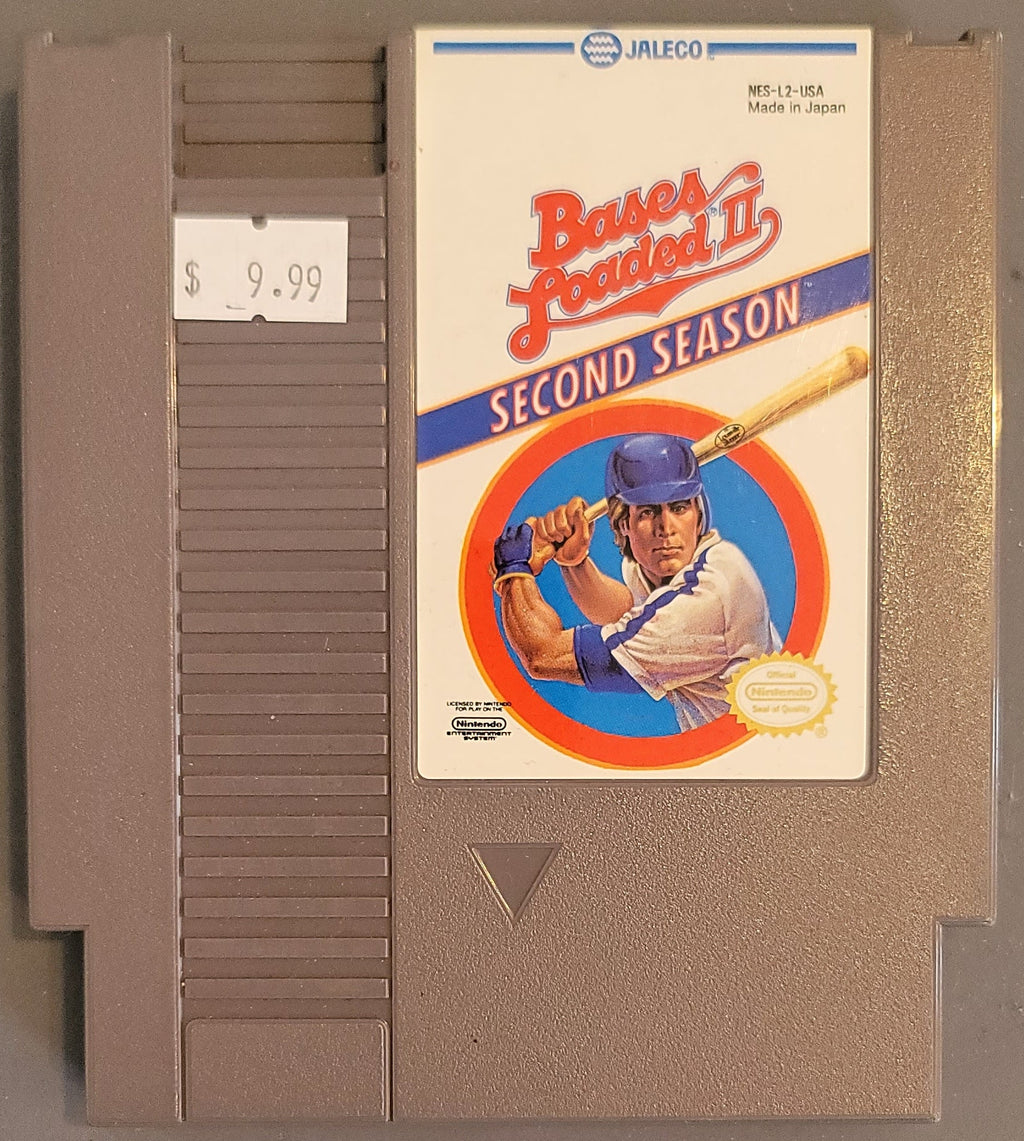 JALECO
NES-L2-USA
Made in Japan
$ 9.99
Bases
Loaded II
SECOND SEASON™
Official
Nintendo
Seal of Quality
®
LICENSED BY NINTENDO
FOR PLAY ON THE
Nintendo
ENTERTAINMENT
SYSTEM